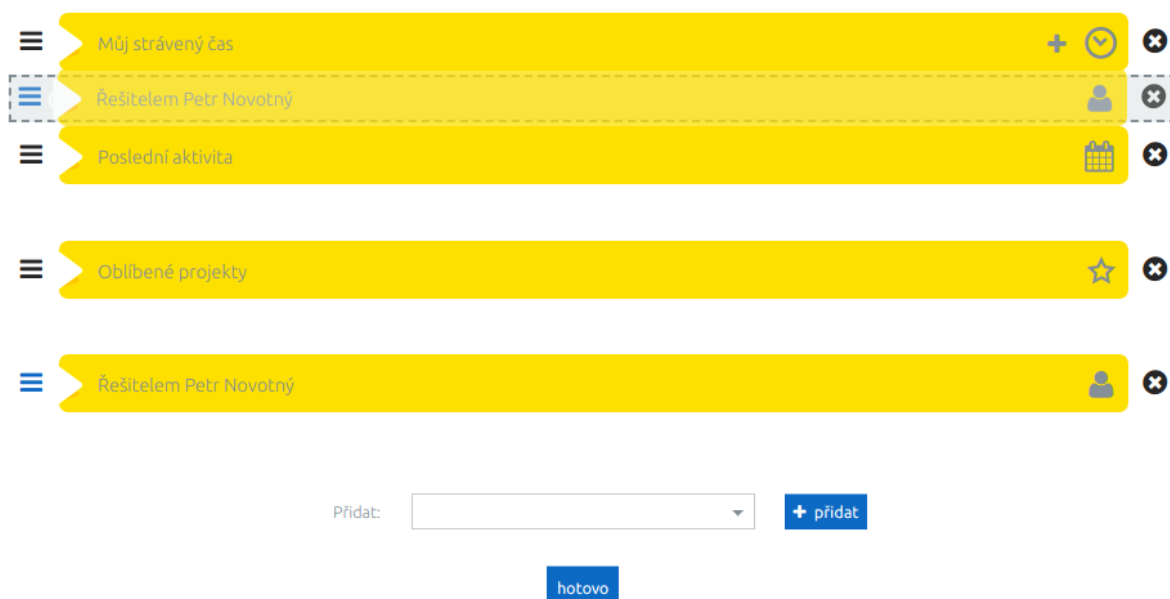 Můj strávený čas
Řešitelem Petr Novotný
Poslední aktivita
Oblíbené projekty
Řešitelem Petr Novotný
Přidat:
přidat
hotovo